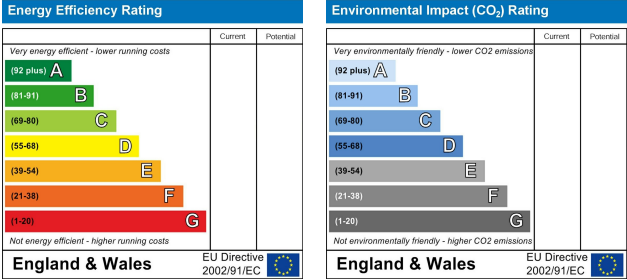 Energy Efficiency Rating
Current Potential
Very energy efficient - lower running costs
(92 plus) A
(81-91) B
(69-80) C
(55-68) D
(39-54) E
(21-38) F
(1-20) G
Not energy efficient - higher running costs
England & Wales
EU Directive
2002/91/EC
Environmental Impact (CO₂) Rating
Current Potential
Very environmentally friendly - lower CO2 emissions
(92 plus) A
(81-91) B
(69-80) C
(55-68) D
(39-54) E
(21-38) F
(1-20) G
Not environmentally friendly - higher CO2 emissions
England & Wales
EU Directive
2002/91/EC